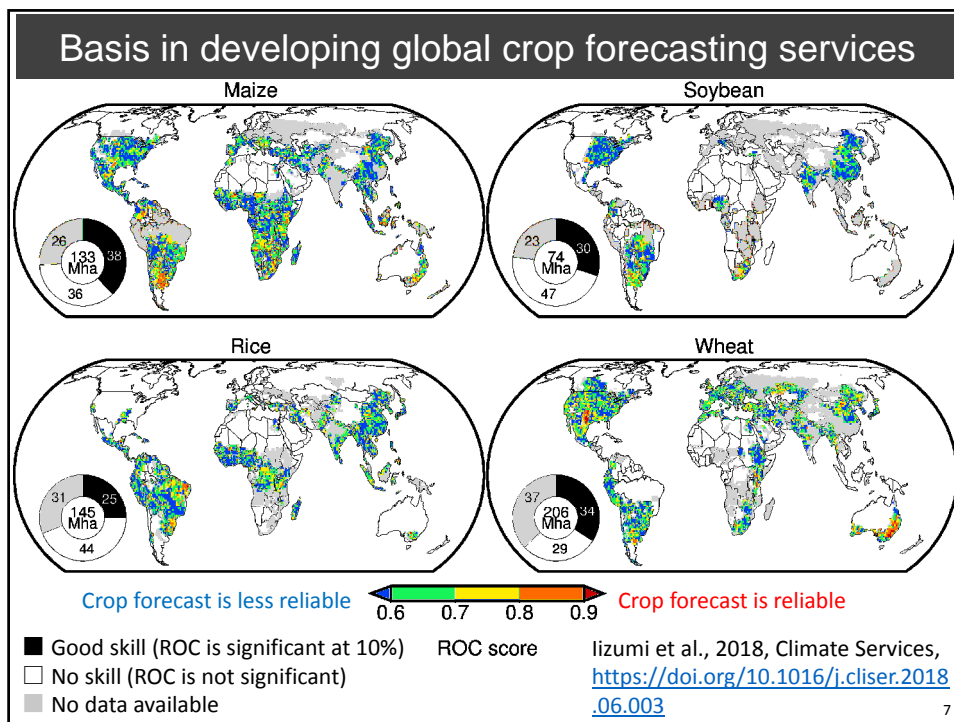 Basis in developing global crop forecasting services
Maize
26
38
133
Mha
36
Soybean
23
30
74
Mha
47
Rice
31
25
145
Mha
44
Wheat
37
34
206
Mha
29
Crop forecast is less reliable
Crop forecast is reliable
0.6 0.7 0.8 0.9
ROC score
Good skill (ROC is significant at 10%)
No skill (ROC is not significant)
No data available
Iizumi et al., 2018, Climate Services,
https://doi.org/10.1016/j.cliser.2018
.06.003
7